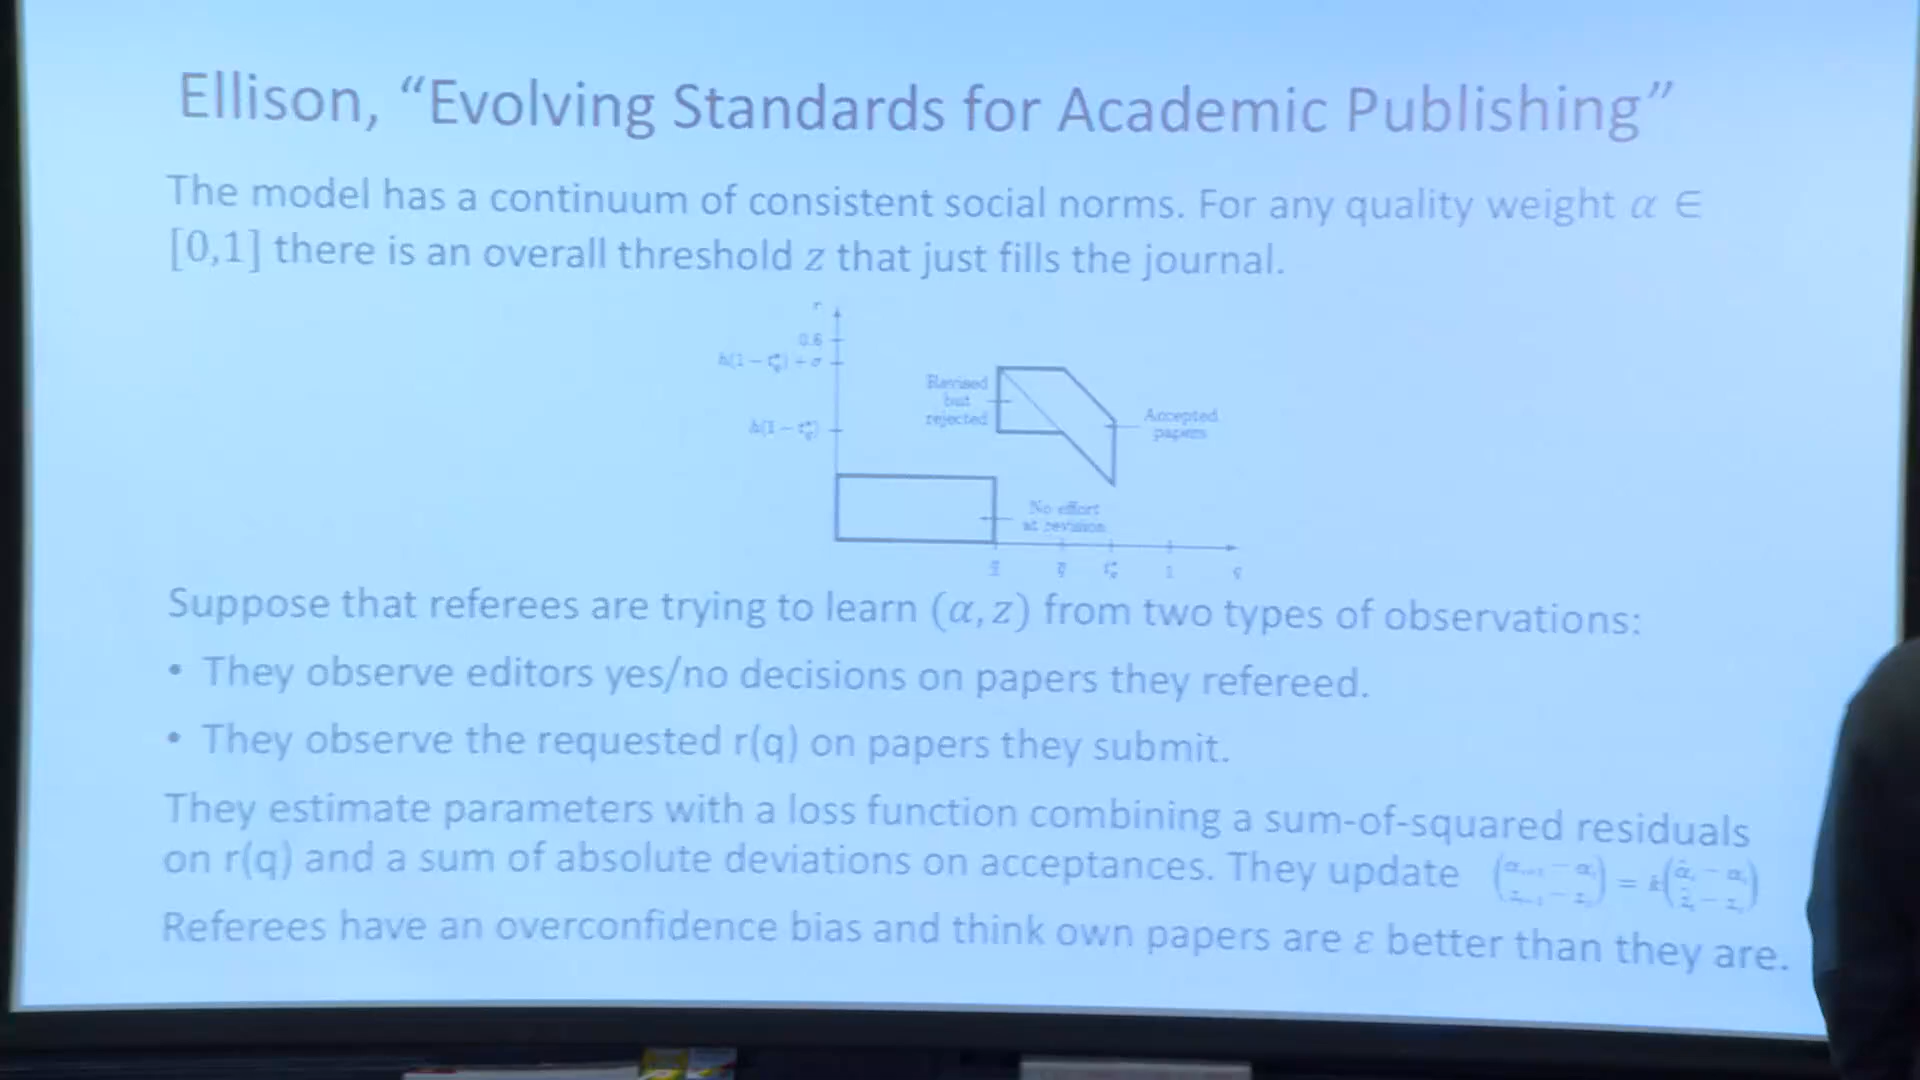 Ellison, “Evolving Standards for Academic Publishing”
The model has a continuum of consistent social norms. For any quality weight α ∈
[0,1] there is an overall threshold z that just fills the journal.
r
0.6
Revised
but
rejected
Accepted
papers
No effort
at revision
1
Suppose that referees are trying to learn (α, z) from two types of observations:
• They observe editors yes/no decisions on papers they refereed.
• They observe the requested r(q) on papers they submit.
They estimate parameters with a loss function combining a sum-of-squared residuals
on r(q) and a sum of absolute deviations on acceptances. They update
Referees have an overconfidence bias and think own papers are ε better than they are.